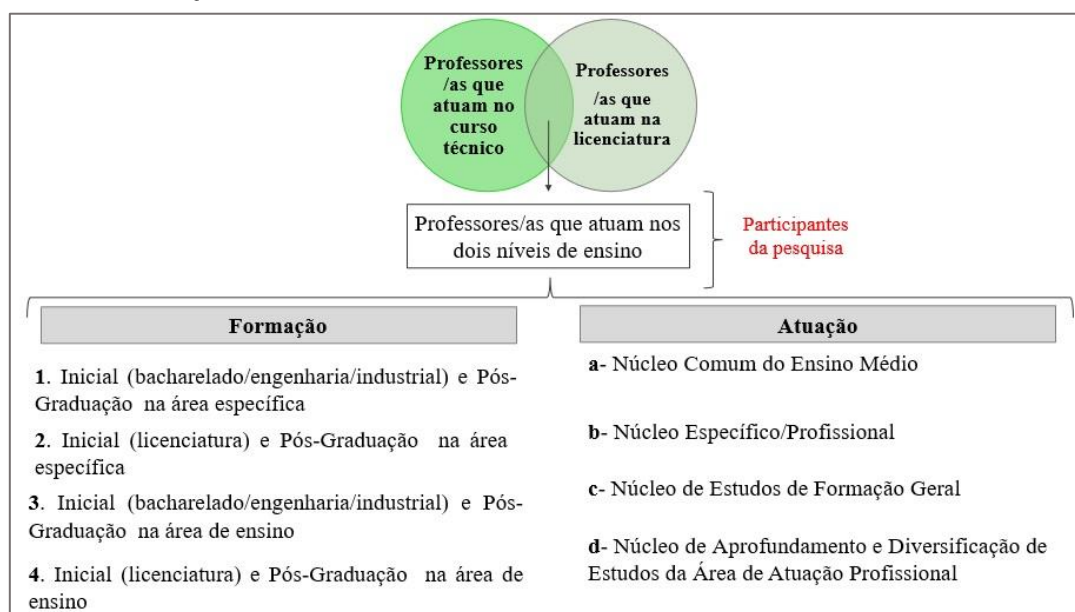 Professores
/as que
atuam no
curso
técnico
Professores
/as que
atuam na
licenciatura
Professores/as que atuam nos
dois níveis de ensino
Participantes
da pesquisa
Formação
1. Inicial (bacharelado/engenharia/industrial) e Pós-
Graduação na área específica
2. Inicial (licenciatura) e Pós-Graduação na área
específica
3. Inicial (bacharelado/engenharia/industrial) e Pós-
Graduação na área de ensino
4. Inicial (licenciatura) e Pós-Graduação na área de
ensino
Atuação
a- Núcleo Comum do Ensino Médio
b- Núcleo Específico/Profissional
c- Núcleo de Estudos de Formação Geral
d- Núcleo de Aprofundamento e Diversificação de
Estudos da Área de Atuação Profissional